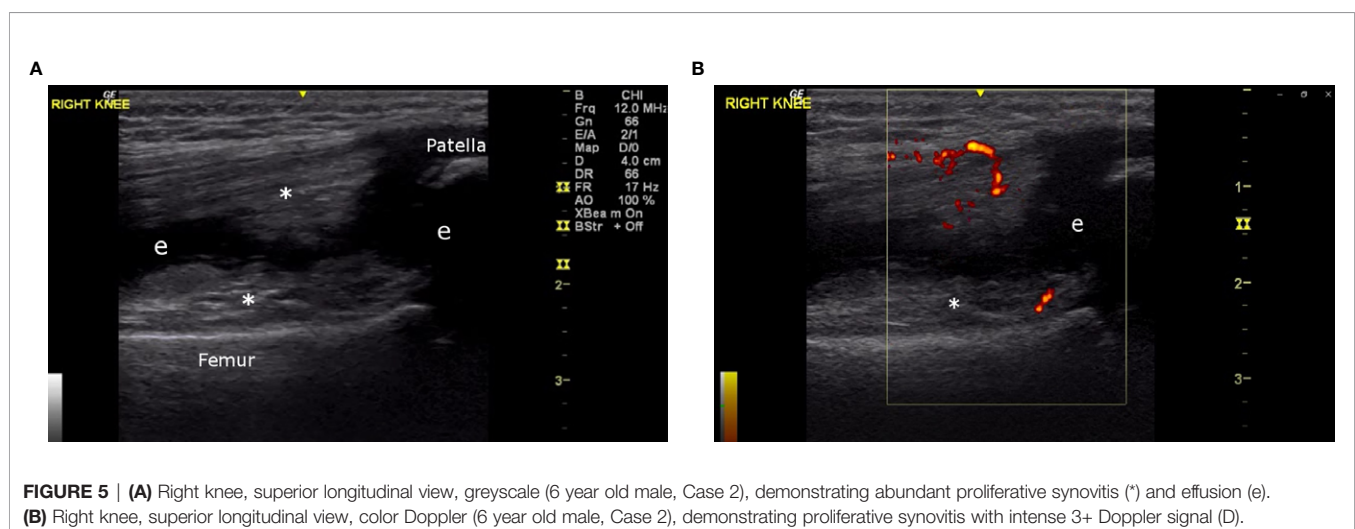 A
B
GE
RIGHT KNEE
B CHI
Frq 12.0 MHz
Gn 66
E/A 2/1
Map D/0
D 4.0 cm
DR 66
FR 17 Hz
AO 100 %
XBeam On
BStr + Off
Patella
*
e
e
*
Femur
2-
3-
GE
RIGHT KNEE
1-
e
*
2-
3-
FIGURE 5 | (A) Right knee, superior longitudinal view, greyscale (6 year old male, Case 2), demonstrating abundant proliferative synovitis (*) and effusion (e).
(B) Right knee, superior longitudinal view, color Doppler (6 year old male, Case 2), demonstrating proliferative synovitis with intense 3+ Doppler signal (D).